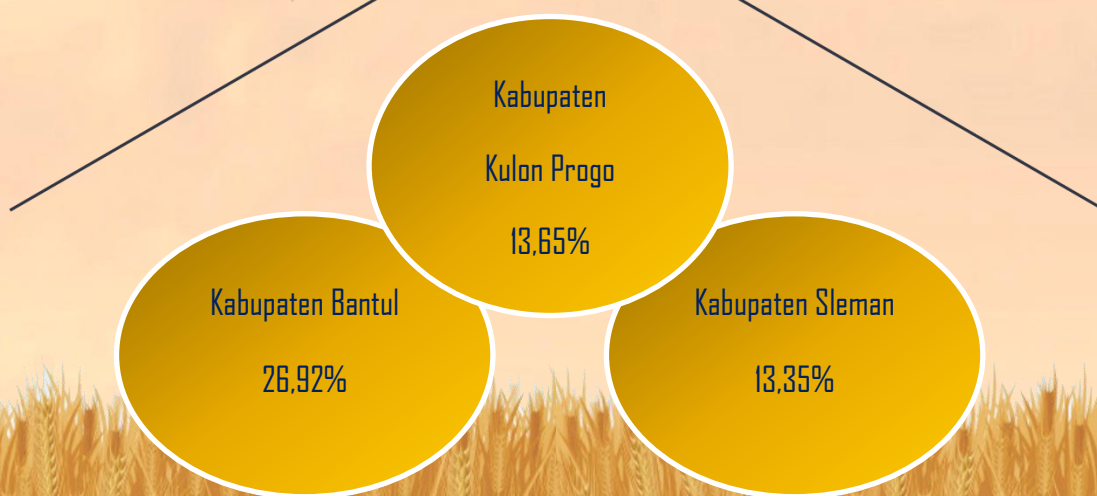 Kabupaten
Kulon Progo
13,65%
Kabupaten Bantul
26,92%
Kabupaten Sleman
13,35%